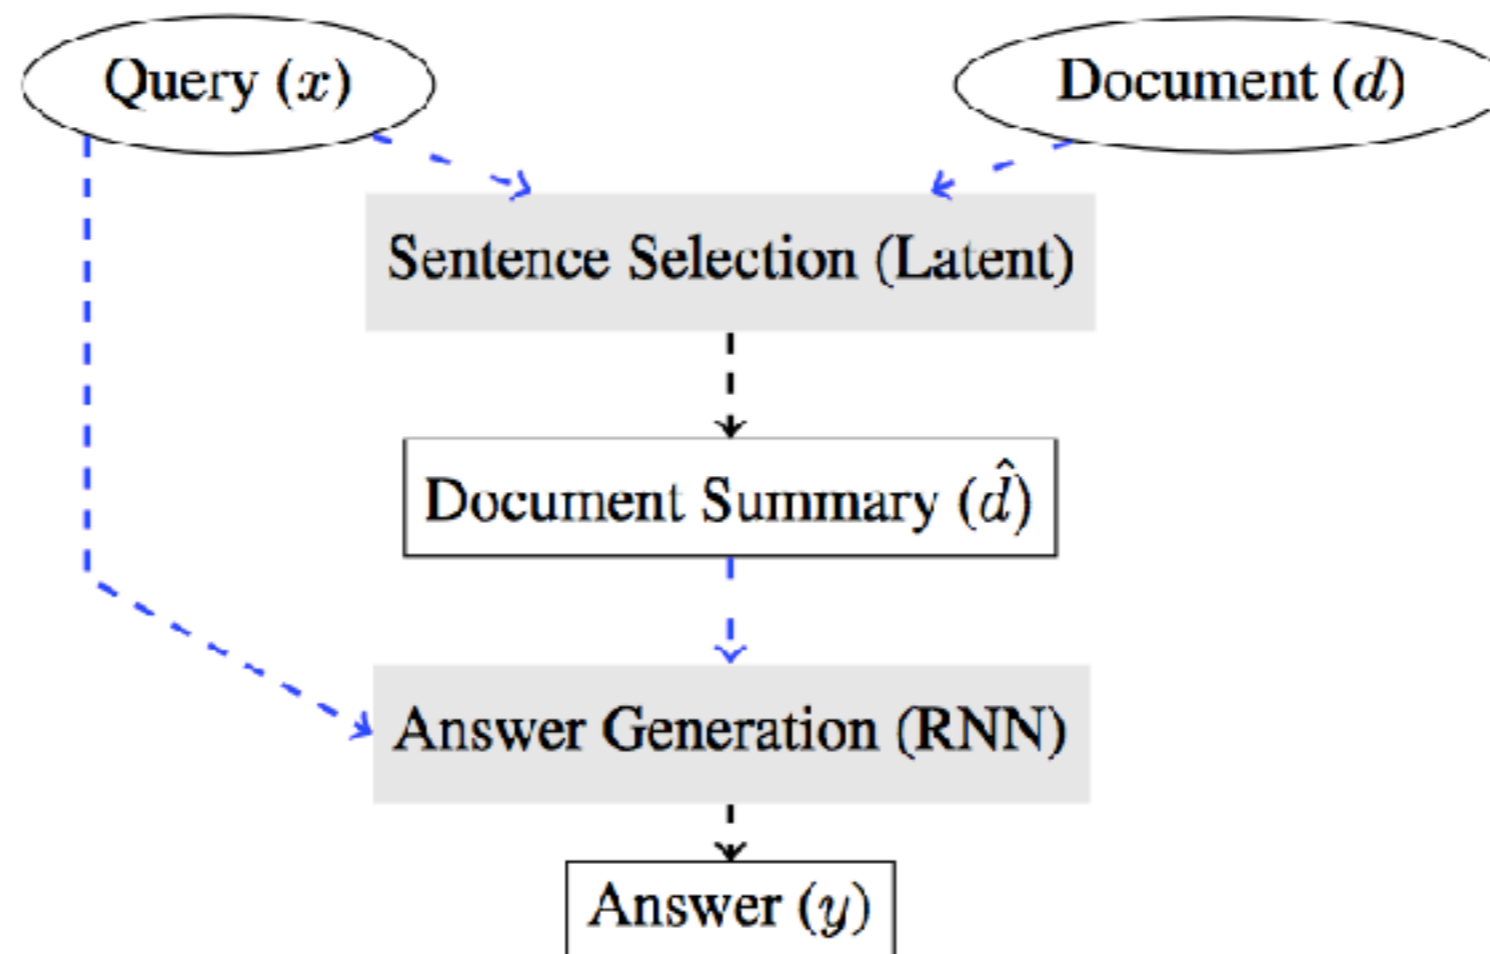 Query (x)
Document (d)
Sentence Selection (Latent)
Document Summary (d̂)
Answer Generation (RNN)
Answer (y)